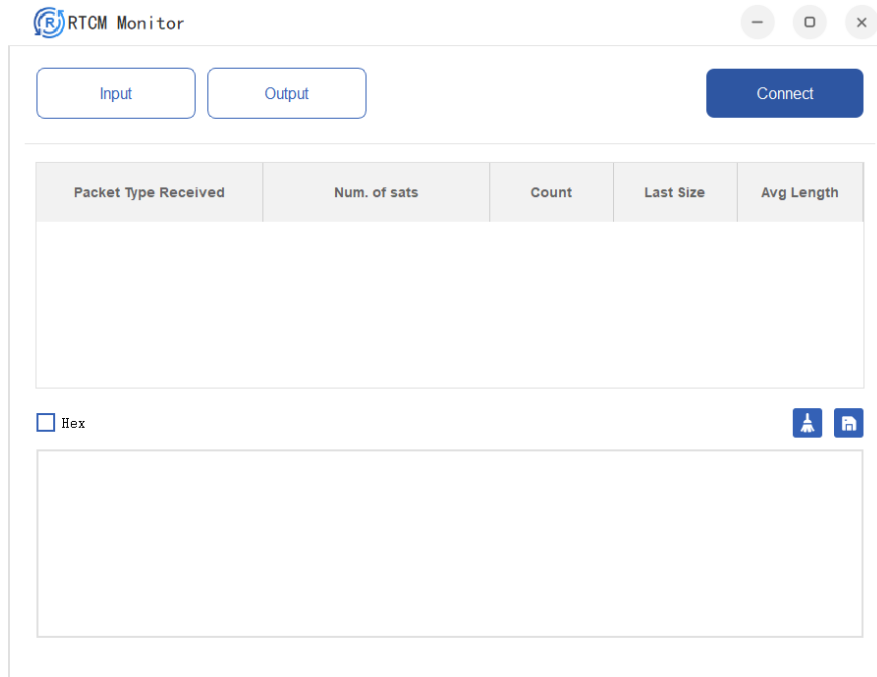 RTCM Monitor
Input Output Connect
Packet Type Received Num. of sats Count Last Size Avg Length
Hex